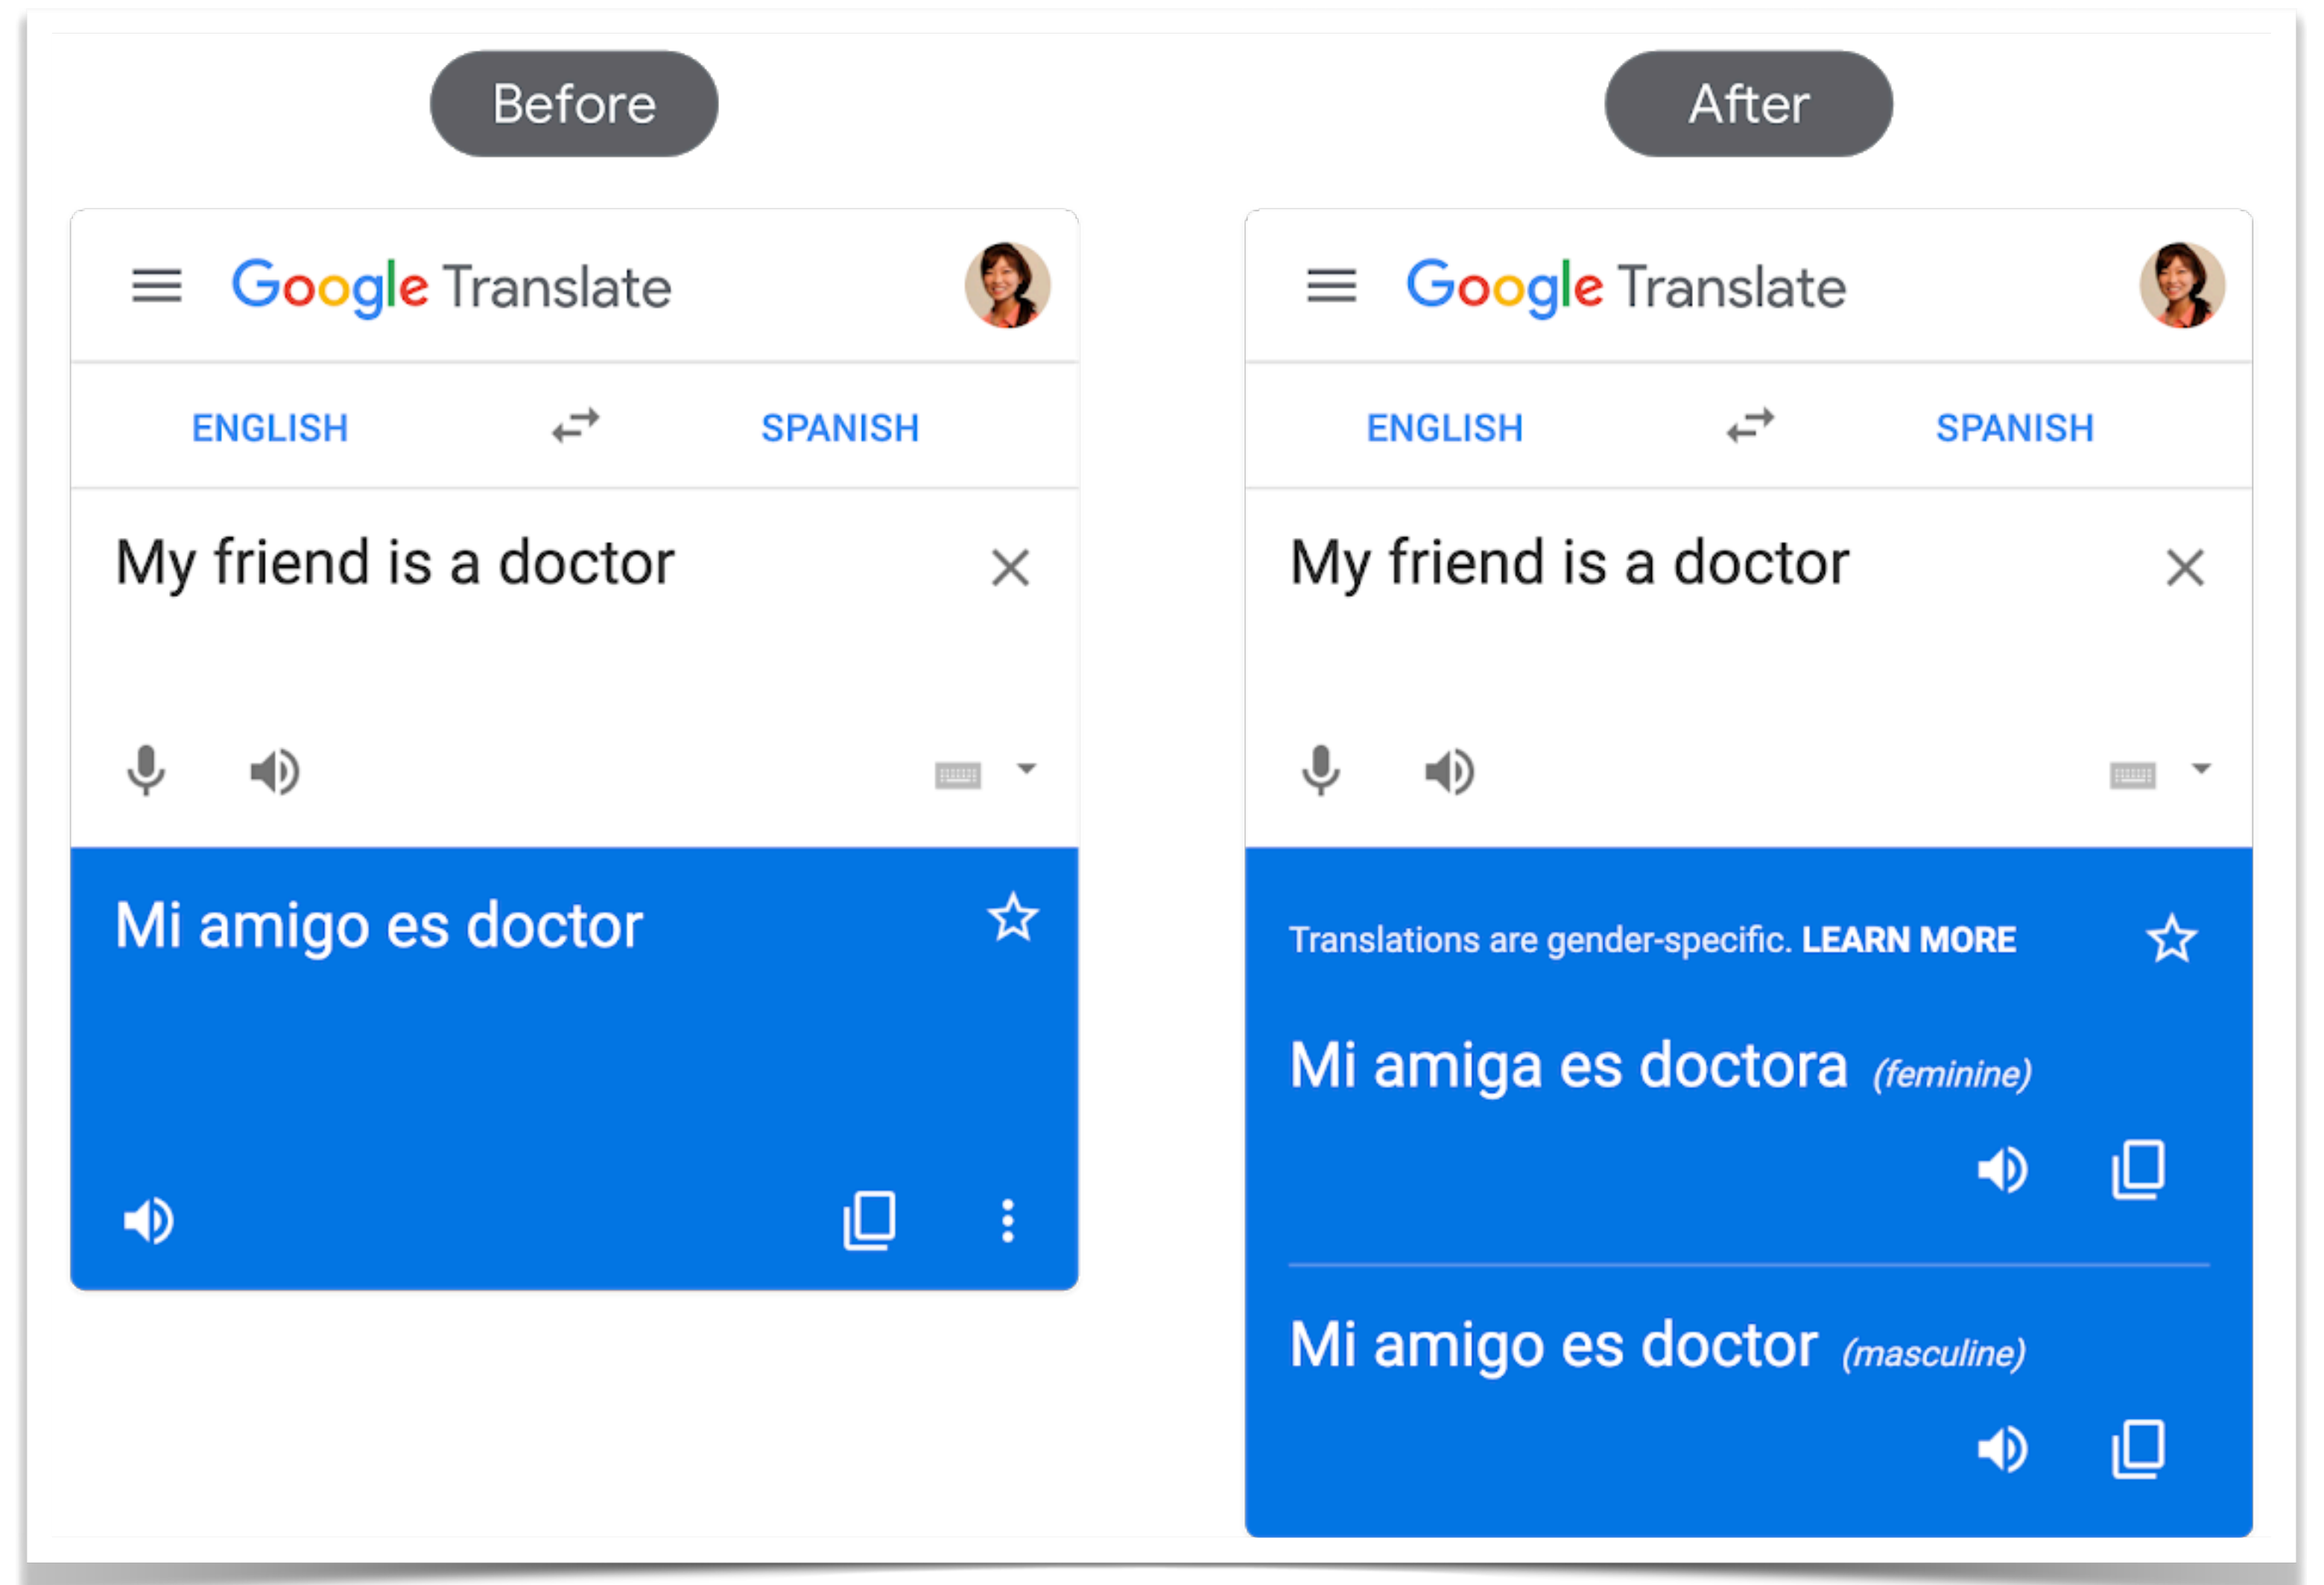 Before
Google Translate
ENGLISH SPANISH
My friend is a doctor
Mi amigo es doctor
After
Google Translate
ENGLISH SPANISH
My friend is a doctor
Translations are gender-specific. LEARN MORE
Mi amiga es doctora (feminine)
Mi amigo es doctor (masculine)